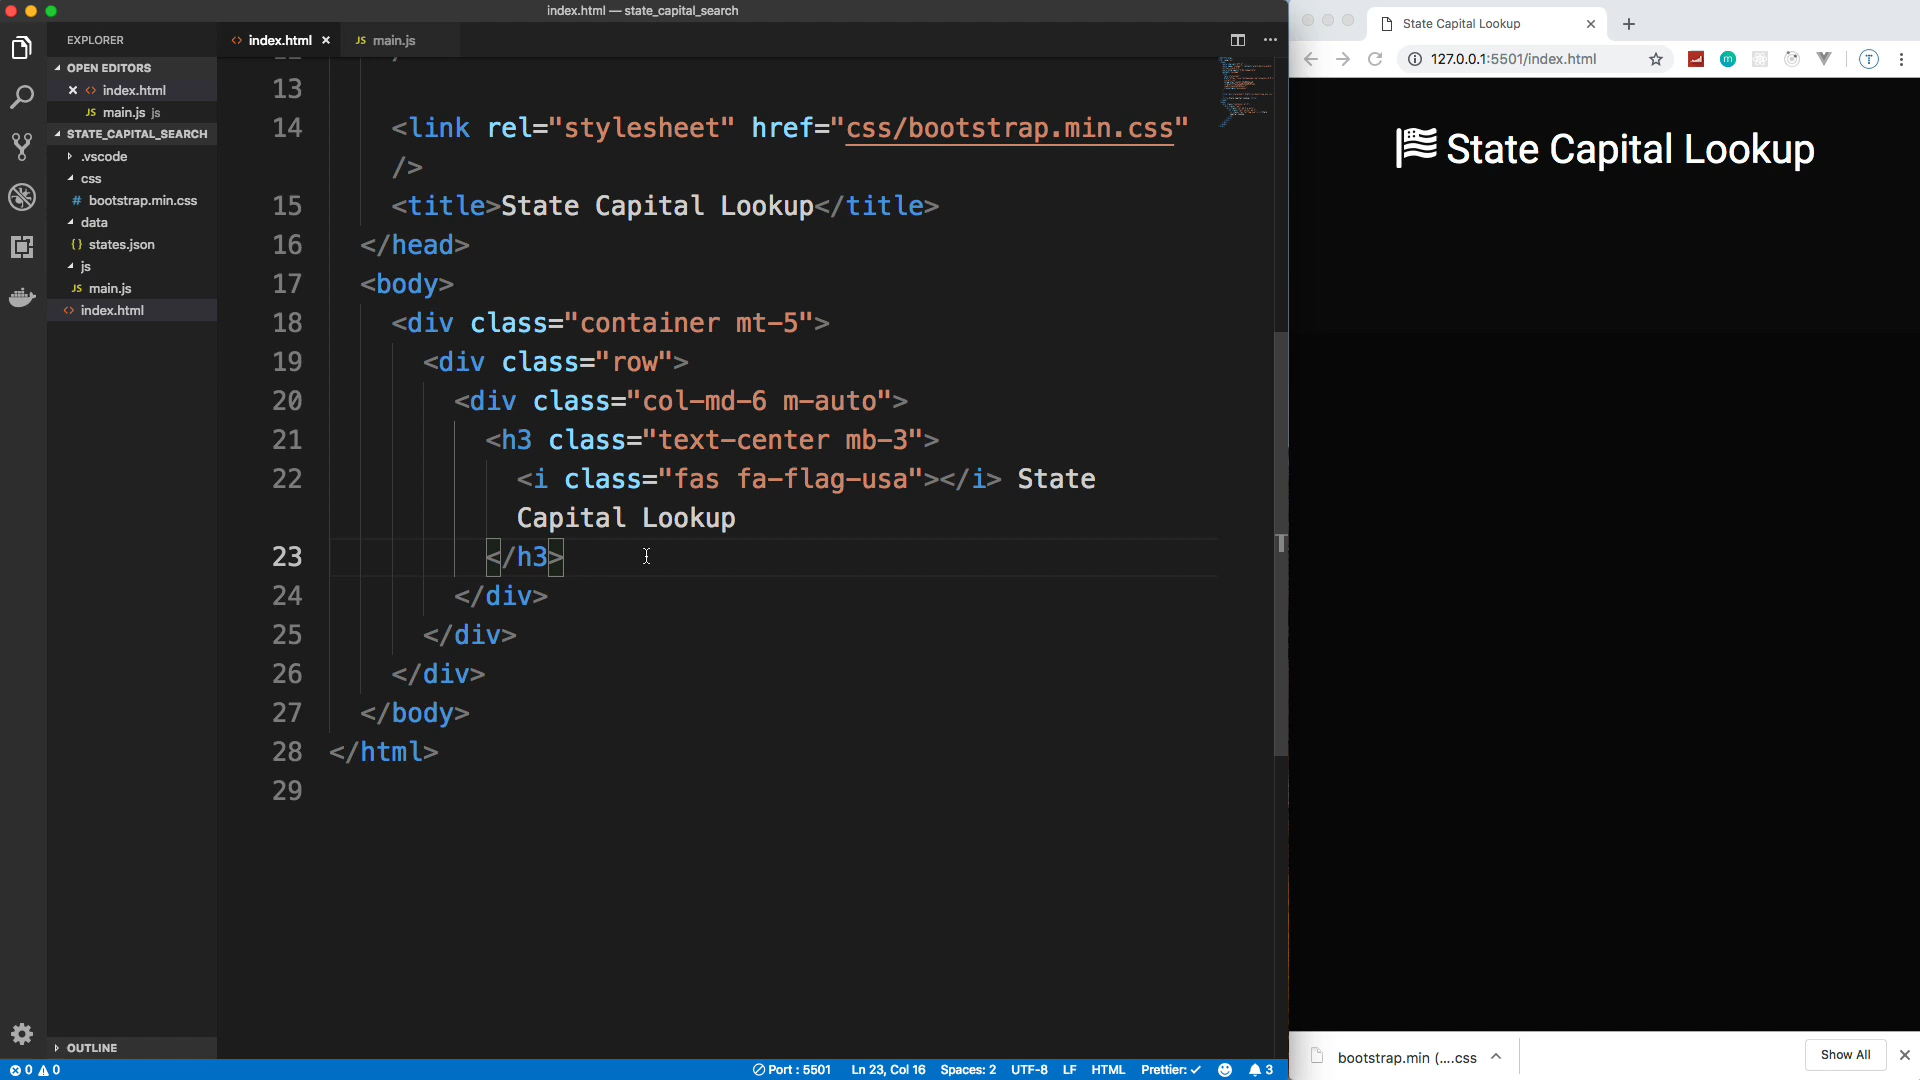 index.html — state_capital_search
EXPLORER
OPEN EDITORS
index.html
JS main.js js
STATE_CAPITAL_SEARCH
.vscode
css
# bootstrap.min.css
data
{} states.json
js
JS main.js
<> index.html
OUTLINE
<> index.html ×
JS main.js
13
14 <link rel="stylesheet" href="css/bootstrap.min.css"
/>
15 <title>State Capital Lookup</title>
16 </head>
17 <body>
18 <div class="container mt-5">
19 <div class="row">
20 <div class="col-md-6 m-auto">
21 <h3 class="text-center mb-3">
22 <i class="fas fa-flag-usa"></i> State
Capital Lookup
23 </h3>
24 </div>
25 </div>
26 </div>
27 </body>
28 </html>
29
0 0
Port : 5501 Ln 23, Col 16 Spaces: 2 UTF-8 LF HTML Prettier: ✓ 3
State Capital Lookup
127.0.0.1:5501/index.html
m
T
State Capital Lookup
bootstrap.min (....css
Show All